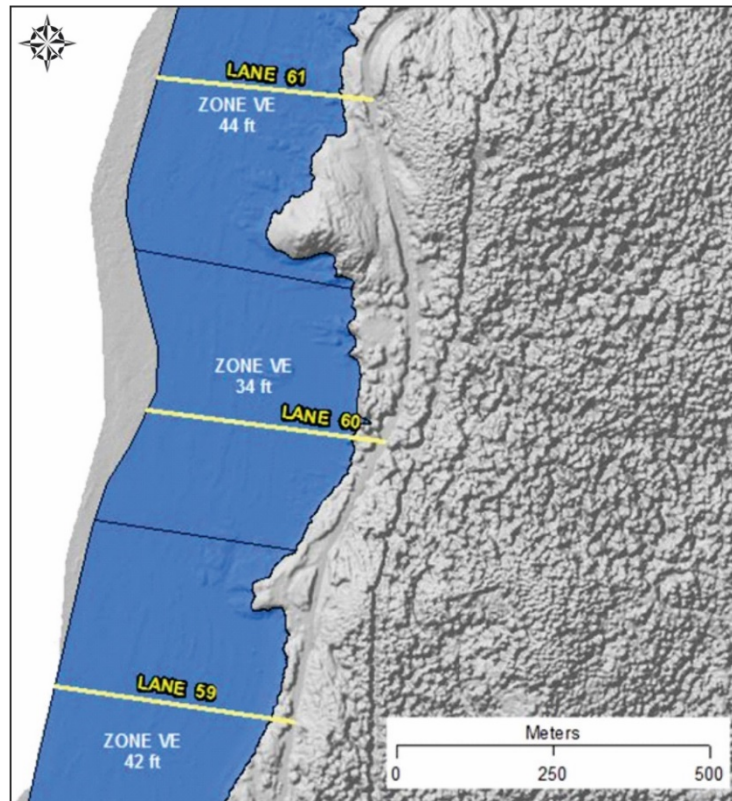 LANE 61
ZONE VE
44 ft
ZONE VE
34 ft
LANE 60
LANE 59
ZONE VE
42 ft
Meters
0 250 500